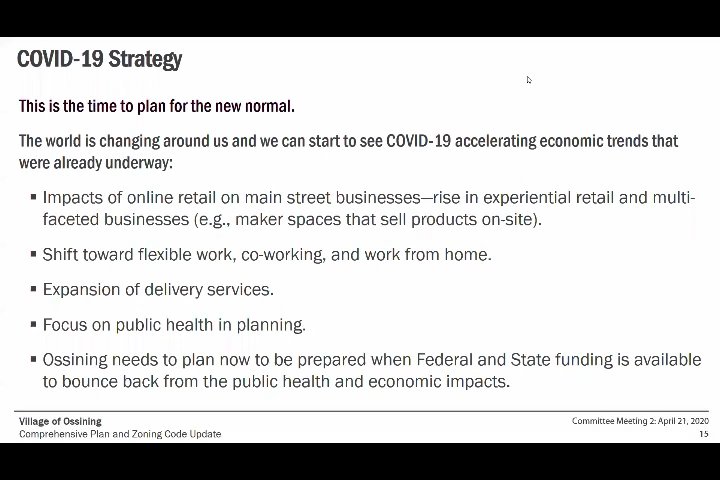 COVID-19 Strategy
This is the time to plan for the new normal.
The world is changing around us and we can start to see COVID-19 accelerating economic trends that
were already underway:
▪ Impacts of online retail on main street businesses—rise in experiential retail and multi-
faceted businesses (e.g., maker spaces that sell products on-site).
▪ Shift toward flexible work, co-working, and work from home.
▪ Expansion of delivery services.
▪ Focus on public health in planning.
▪ Ossining needs to plan now to be prepared when Federal and State funding is available
to bounce back from the public health and economic impacts.
Village of Ossining
Comprehensive Plan and Zoning Code Update
Committee Meeting 2: April 21, 2020
15